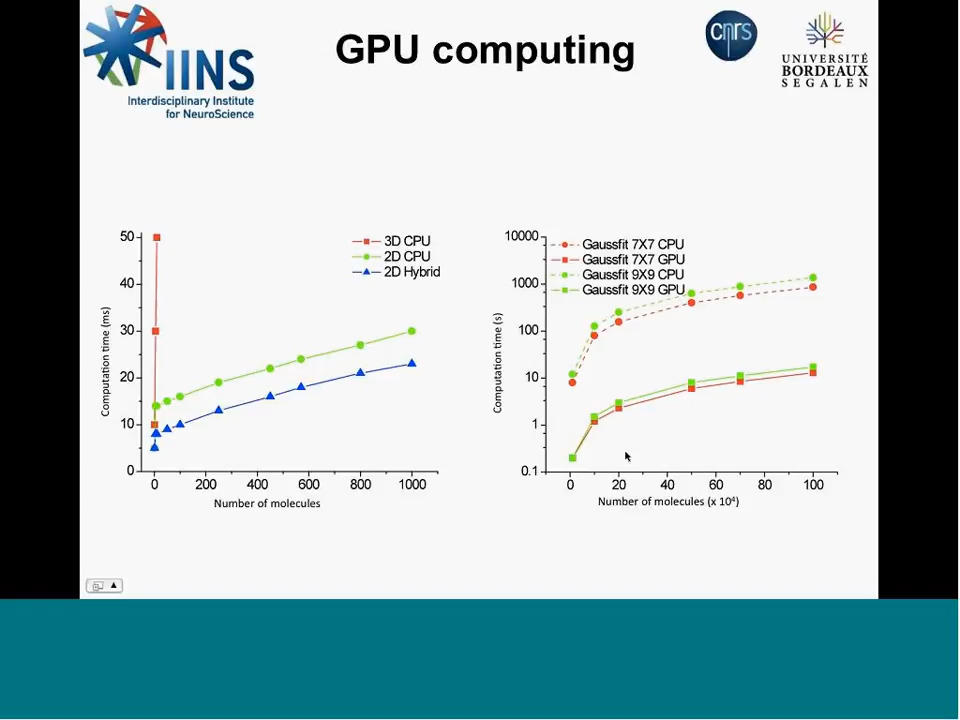 GPU computing
IINS
Interdisciplinary Institute
for NeuroScience
cnrs
UNIVERSITÉ
BORDEAUX
SEGALEN
50
40
30
20
10
0
Computation time (ms)
3D CPU
2D CPU
2D Hybrid
0 200 400 600 800 1000
Number of molecules
10000
1000
100
10
1
0.1
Computation time (s)
Gaussfit 7X7 CPU
Gaussfit 7X7 GPU
Gaussfit 9X9 CPU
Gaussfit 9X9 GPU
0 20 40 60 80 100
Number of molecules (x 10⁴)